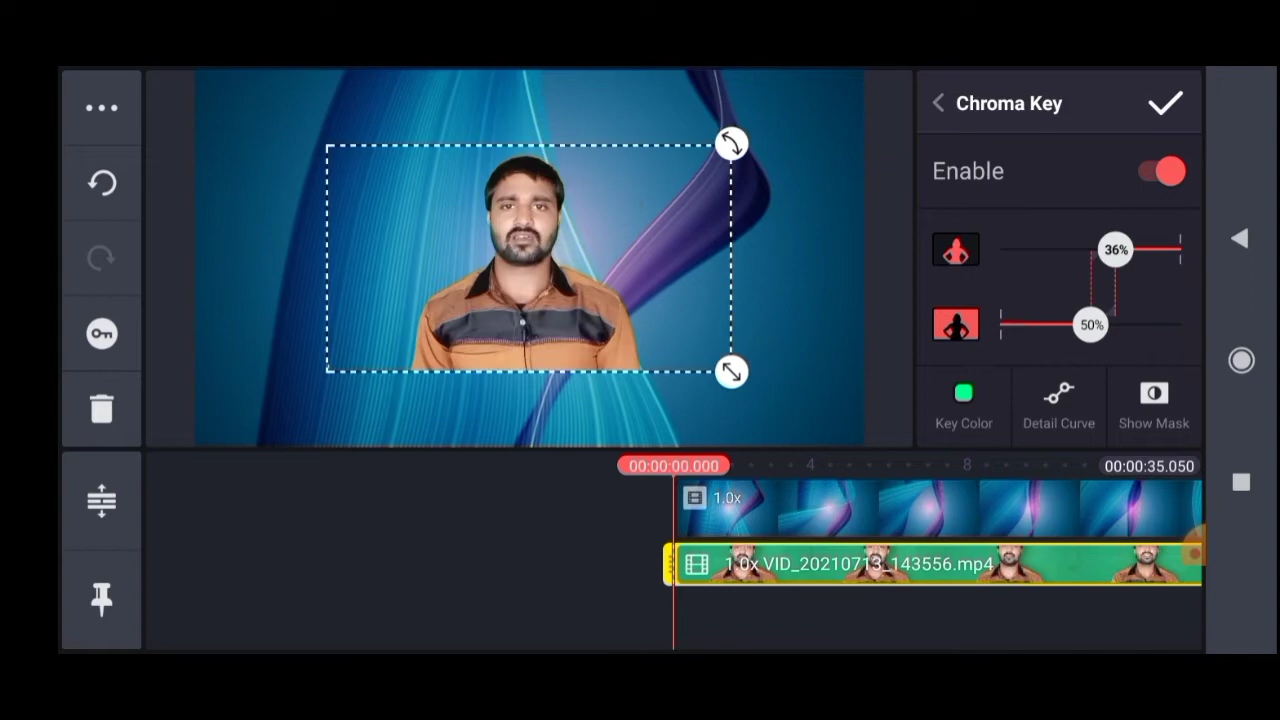 Chroma Key
Enable
36%
50%
Key Color
Detail Curve
Show Mask
00:00:00.000
4
8
00:00:35.050
1.0x
1.0x VID_20210713_143556.mp4